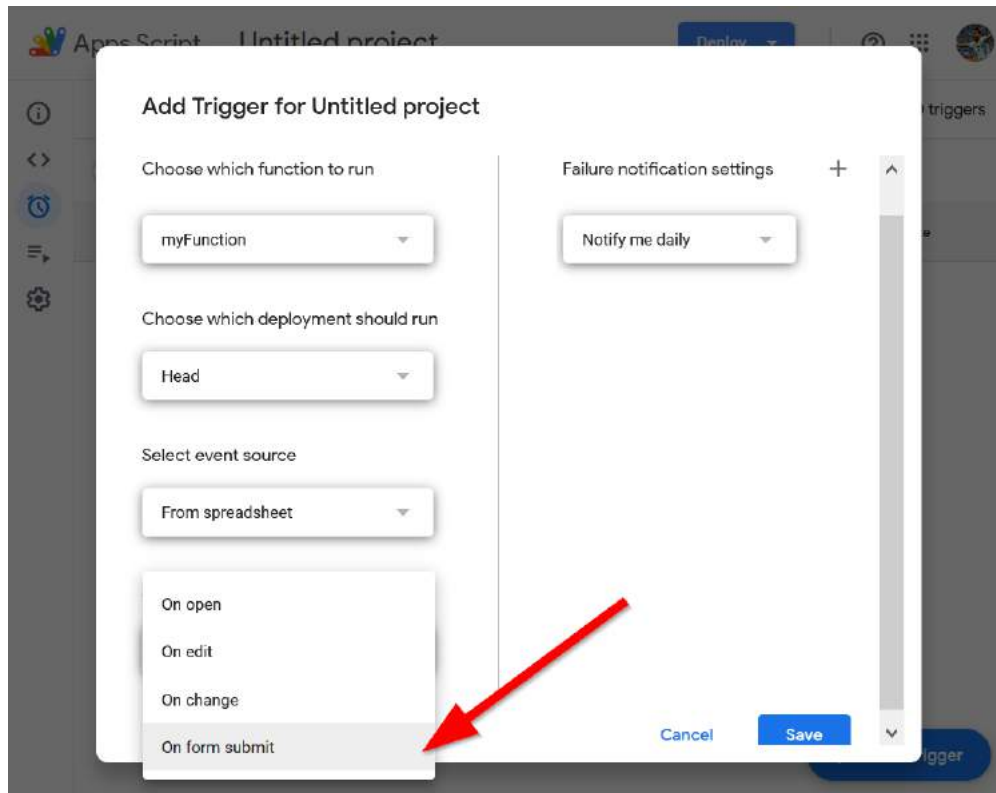 Apps Script Untitled project
Deploy
Add Trigger for Untitled project
triggers
Choose which function to run
myFunction
Choose which deployment should run
Head
Select event source
From spreadsheet
On open
On edit
On change
On form submit
Failure notification settings
Notify me daily
Cancel
Save